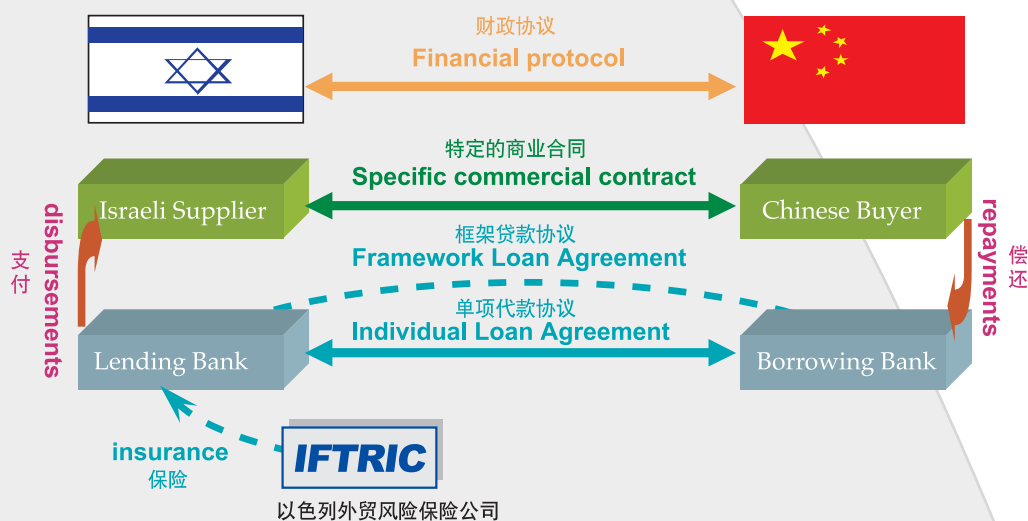 财政协议
Financial protocol
特定的商业合同
Specific commercial contract
Israeli Supplier
Chinese Buyer
disbursements
支付
repayments
偿还
框架贷款协议
Framework Loan Agreement
单项代款协议
Individual Loan Agreement
Lending Bank
Borrowing Bank
insurance
保险
IFTRIC
以色列外贸风险保险公司